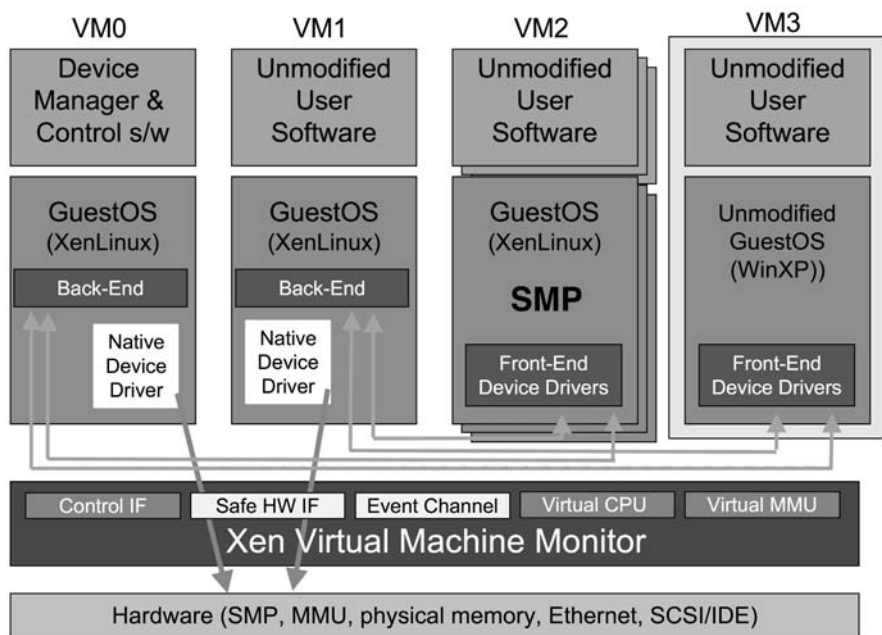 VM0
Device
Manager &
Control s/w
GuestOS
(XenLinux)
Back-End
Native
Device
Driver
VM1
Unmodified
User
Software
GuestOS
(XenLinux)
Back-End
Native
Device
Driver
VM2
Unmodified
User
Software
GuestOS
(XenLinux)
SMP
Front-End
Device Drivers
VM3
Unmodified
User
Software
Unmodified
GuestOS
(WinXP))
Front-End
Device Drivers
Control IF
Safe HW IF
Event Channel
Virtual CPU
Virtual MMU
Xen Virtual Machine Monitor
Hardware (SMP, MMU, physical memory, Ethernet, SCSI/IDE)